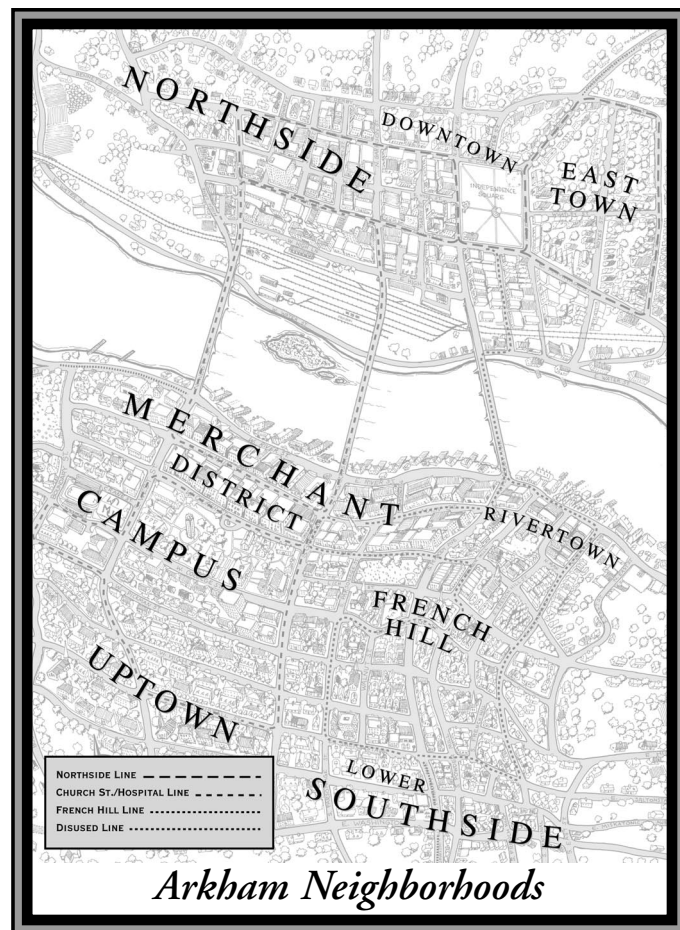 NORTHSIDE
DOWNTOWN
EAST
TOWN
INDEPENDENCE
SQUARE
MERCHANT
DISTRICT
CAMPUS
RIVERTOWN
FRENCH
HILL
UPTOWN
LOWER
SOUTHSIDE
NORTHSIDE LINE
CHURCH ST./HOSPITAL LINE
FRENCH HILL LINE
DISUSED LINE
Arkham Neighborhoods